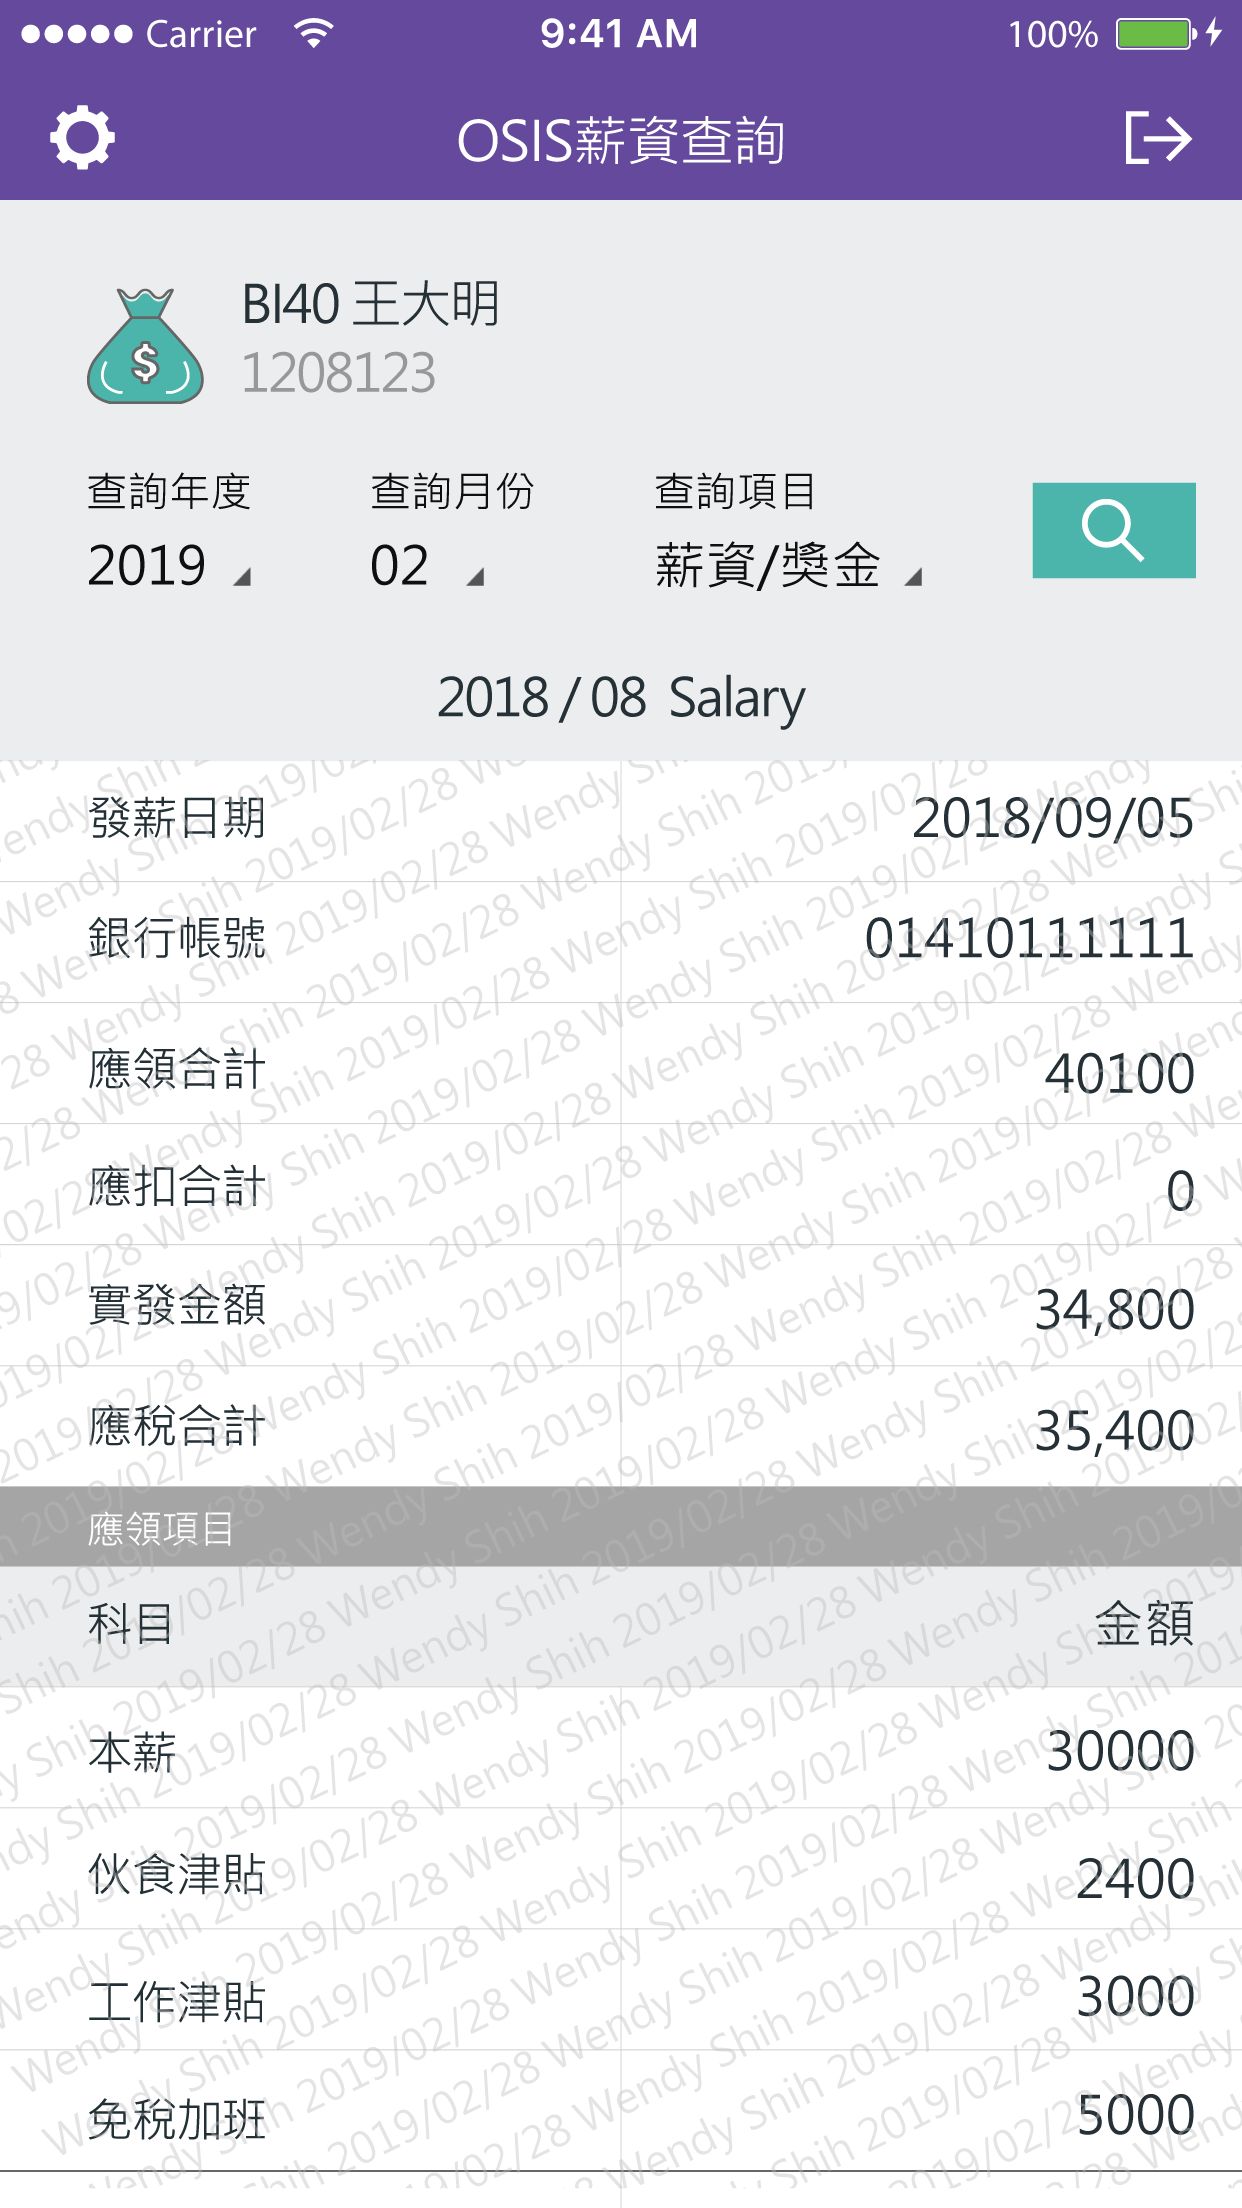 Carrier 9:41 AM 100%
OSIS薪資查詢
BI40 王大明
1208123
查詢年度 查詢月份 查詢項目
2019 02 薪資/獎金
2018 / 08 Salary
發薪日期 2018/09/05
銀行帳號 01410111111
應領合計 40100
應扣合計 0
實發金額 34,800
應稅合計 35,400
應領項目
科目 金額
本薪 30000
伙食津貼 2400
工作津貼 3000
免稅加班 5000
Wendy Shih 2019/02/28 Wendy Shih 2019/02/28 Wendy Shih 2019/02/28